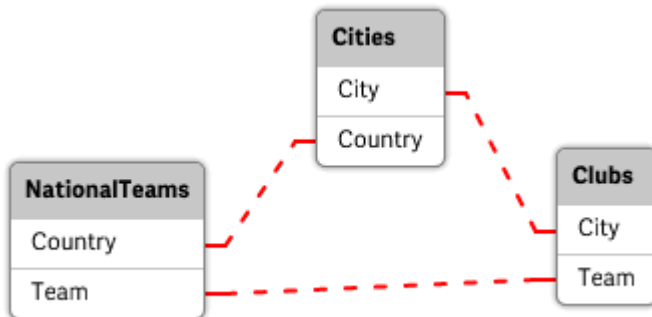 Cities
City
Country
NationalTeams
Country
Team
Clubs
City
Team